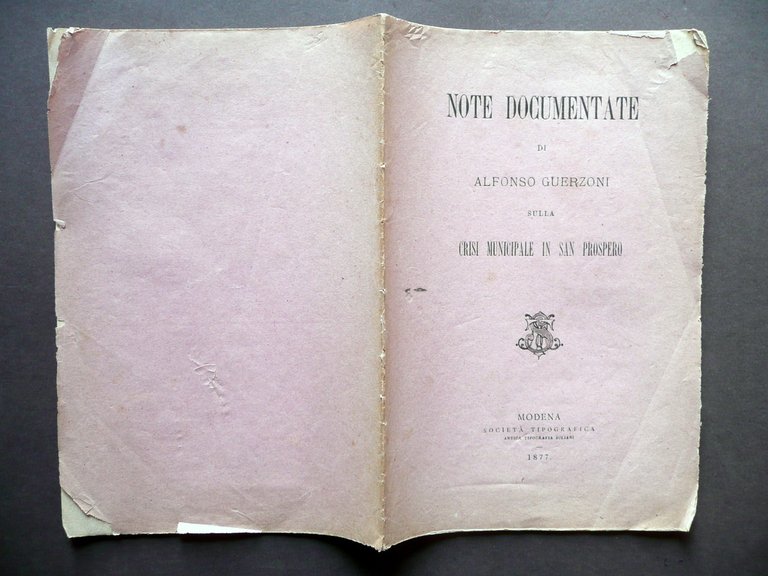 NOTE DOCUMENTATE
DI
ALFONSO GUERZONI
SULLA
CRISI MUNICIPALE IN SAN PROSPERO
MODENA
SOCIETÀ TIPOGRAFICA
ANTICA TIPOGRAFIA SOLIANI
1877